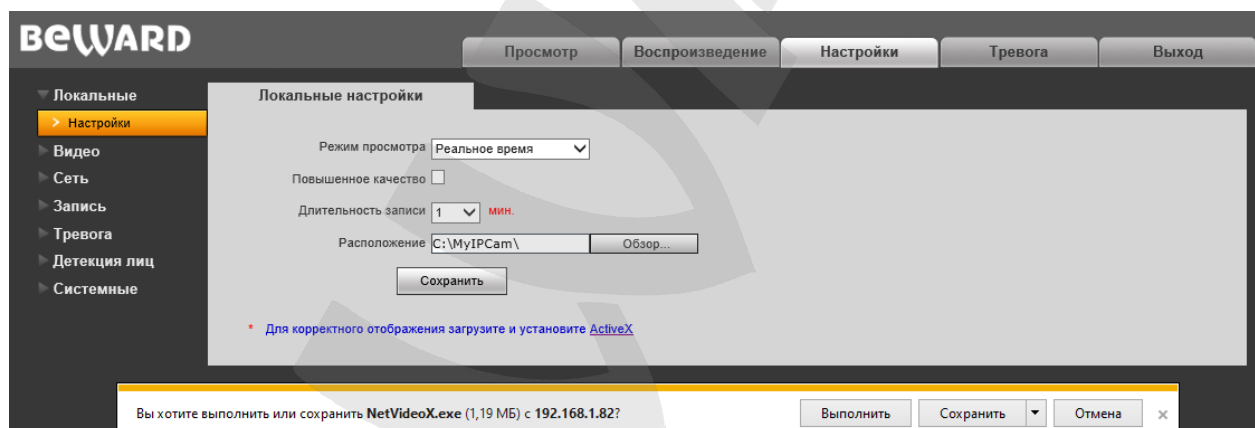 BEWARD
Просмотр Воспроизведение Настройки Тревога Выход
Локальные
> Настройки
Видео
Сеть
Запись
Тревога
Детекция лиц
Системные
Локальные настройки
Режим просмотра Реальное время
Повышенное качество
Длительность записи 1 мин.
Расположение C:\MyIPCam\ Обзор...
Сохранить
* Для корректного отображения загрузите и установите ActiveX
Вы хотите выполнить или сохранить NetVideoX.exe (1,19 МБ) с 192.168.1.82? Выполнить Сохранить Отмена ×